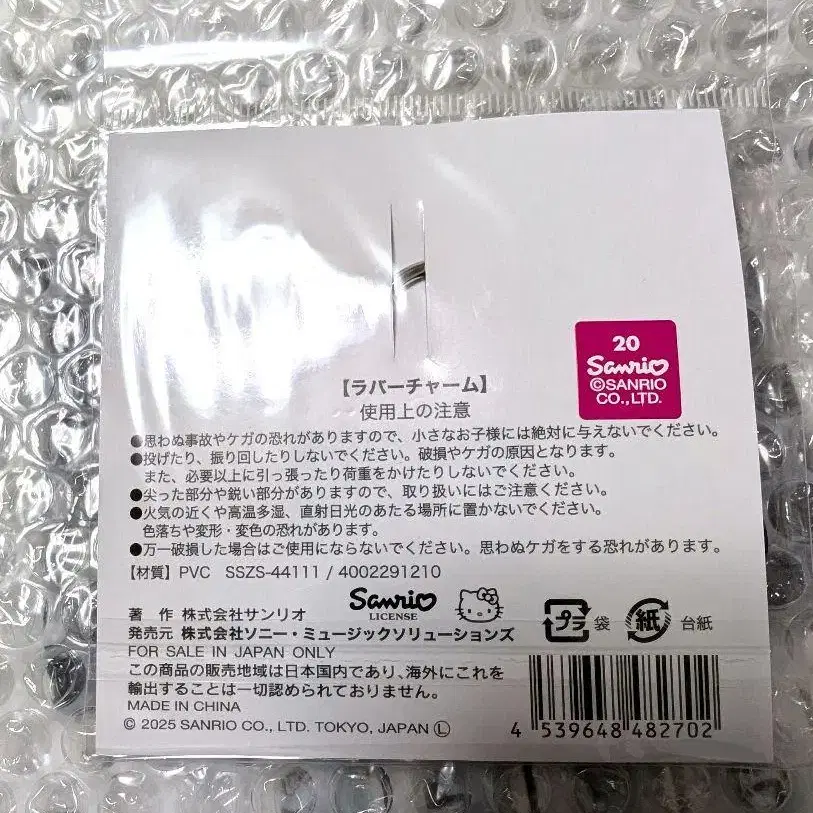 20
Sanrio
©SANRIO
CO.,LTD.
【ラバーチャーム】
使用上の注意
●思わぬ事故やケガの恐れがありますので、小さなお子様には絶対に与えないでください。
●投げたり、振り回したりしないでください。破損やケガの原因となります。
また、必要以上に引っ張ったり荷重をかけたりしないでください。
●尖った部分や鋭い部分がありますので、取り扱いにはご注意ください。
●火気の近くや高温多湿、直射日光のあたる場所に置かないでください。
色落ちや変形・変色の恐れがあります。
●万一破損した場合はご使用にならないでください。思わぬケガをする恐れがあります。
【材質】PVC SSZS-44111 / 4002291210
Sanrio
LICENSE
著 作 株式会社サンリオ
発売元 株式会社ソニー・ミュージックソリューションズ
プラ 袋 紙 台紙
FOR SALE IN JAPAN ONLY
この商品の販売地域は日本国内であり、海外にこれを
輸出することは一切認められておりません。
MADE IN CHINA
© 2025 SANRIO CO., LTD. TOKYO, JAPAN Ⓛ
4 539648 482702